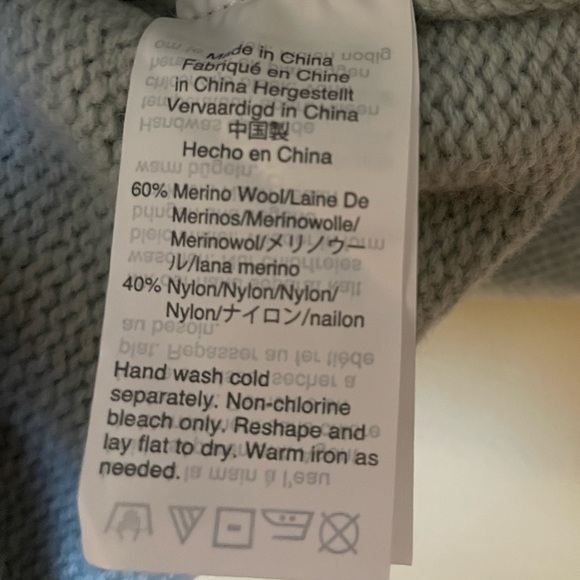 Made in China
Fabriqué en Chine
in China Hergestellt
Vervaardigd in China
中国製
Hecho en China
60% Merino Wool/Laine De
Merinos/Merinowolle/
Merinowol/メリノウー
ル/lana merino
40% Nylon/Nylon/Nylon/
Nylon/ナイロン/nailon
Hand wash cold
separately. Non-chlorine
bleach only. Reshape and
lay flat to dry. Warm iron as
needed.